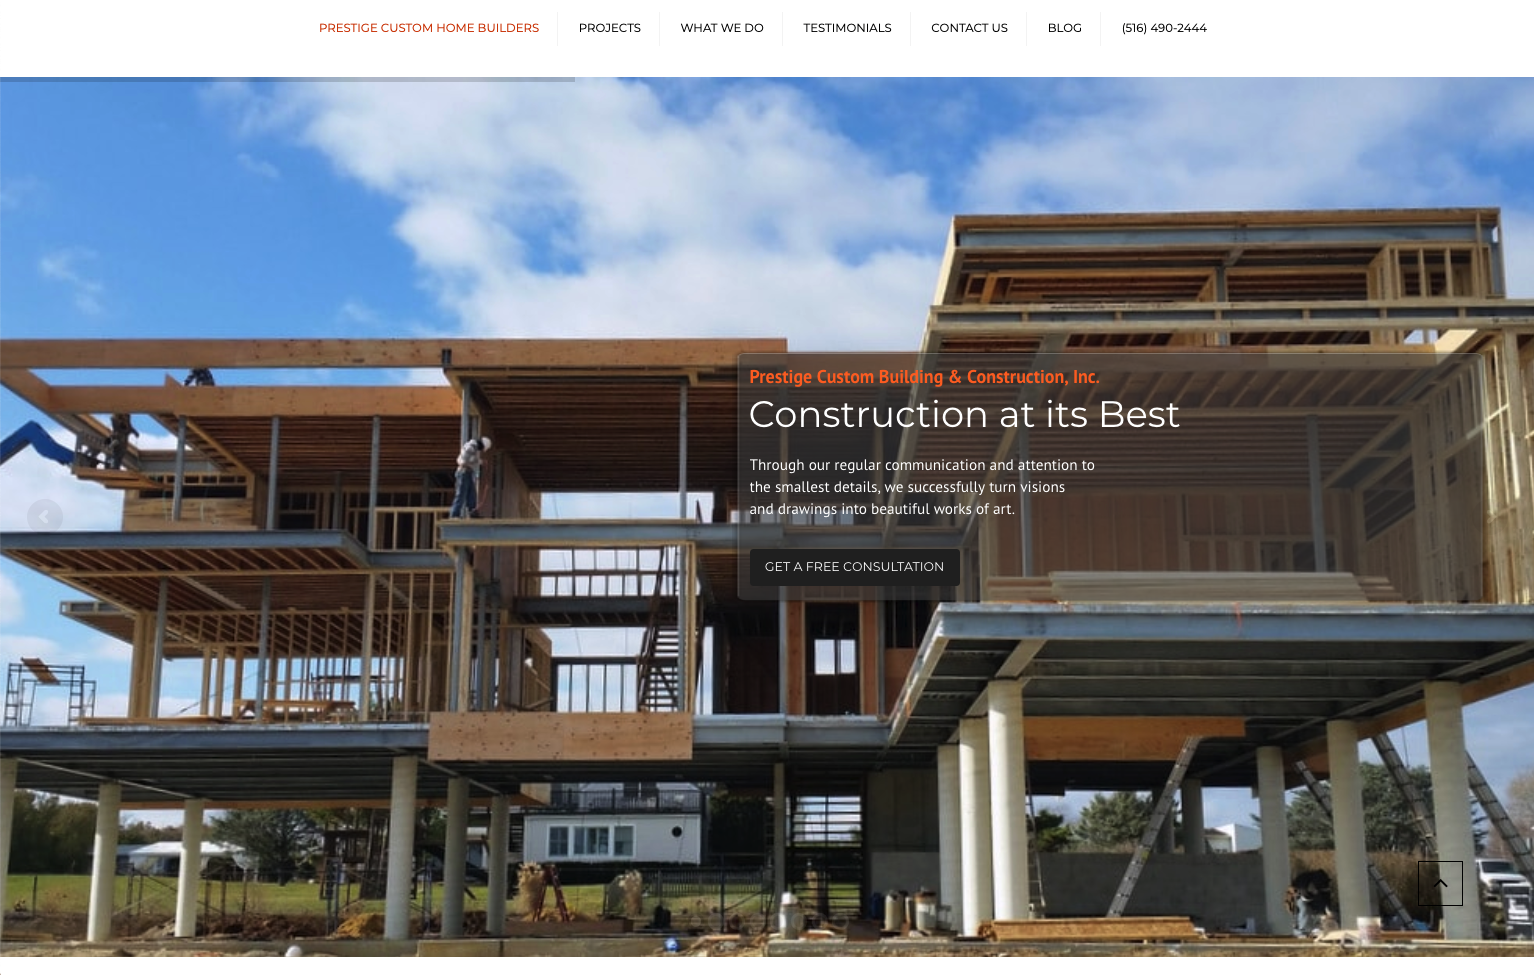 PRESTIGE CUSTOM HOME BUILDERS
PROJECTS
WHAT WE DO
TESTIMONIALS
CONTACT US
BLOG
(516) 490-2444
Prestige Custom Building & Construction, Inc.
Construction at its Best
Through our regular communication and attention to
the smallest details, we successfully turn visions
and drawings into beautiful works of art.
GET A FREE CONSULTATION